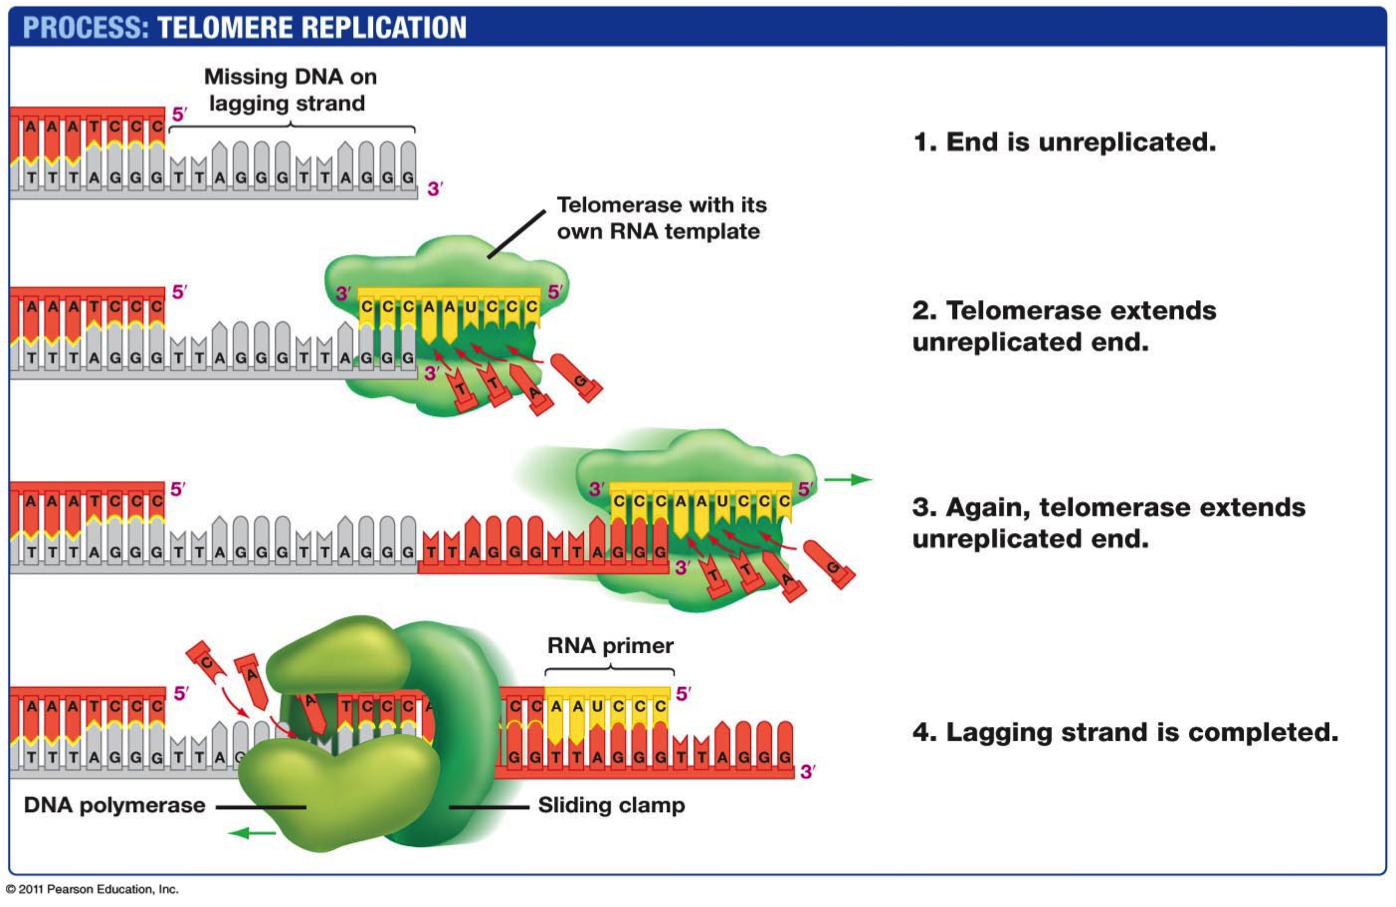 PROCESS: TELOMERE REPLICATION
Missing DNA on
lagging strand
5′
A A A T C C C
T T T A G G G T T A G G G T T A G G G
3′
1. End is unreplicated.
Telomerase with its
own RNA template
5′
3′
5′
A A A T C C C
C C C A A U C C C
T T T A G G G T T A G G G T T A G G G
3′
T T A G
2. Telomerase extends
unreplicated end.
5′
3′
5′
A A A T C C C
C C C A A U C C C
T T T A G G G T T A G G G T T A G G G T T A G G G T T A G G G
3′
T T A G
3. Again, telomerase extends
unreplicated end.
RNA primer
C A A
5′
5′
A A A T C C C
T C C C A
C C A A U C C C
T T T A G G G T T A G
G G T T A G G G T T A G G G
3′
4. Lagging strand is completed.
DNA polymerase
Sliding clamp
© 2011 Pearson Education, Inc.